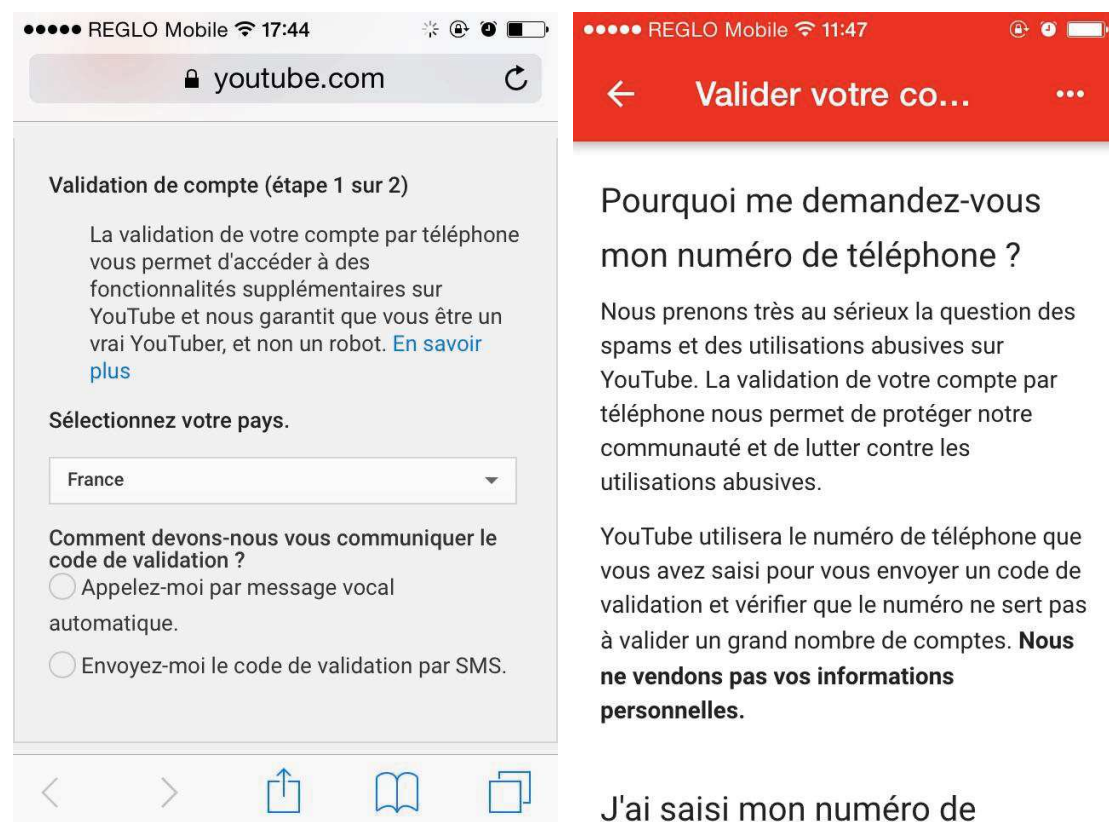 REGLO Mobile 17:44
youtube.com
Validation de compte (étape 1 sur 2)
La validation de votre compte par téléphone
vous permet d'accéder à des
fonctionnalités supplémentaires sur
YouTube et nous garantit que vous être un
vrai YouTuber, et non un robot. En savoir
plus
Sélectionnez votre pays.
France
Comment devons-nous vous communiquer le
code de validation ?
Appelez-moi par message vocal
automatique.
Envoyez-moi le code de validation par SMS.
REGLO Mobile 11:47
Valider votre co...
Pourquoi me demandez-vous
mon numéro de téléphone ?
Nous prenons très au sérieux la question des
spams et des utilisations abusives sur
YouTube. La validation de votre compte par
téléphone nous permet de protéger notre
communauté et de lutter contre les
utilisations abusives.
YouTube utilisera le numéro de téléphone que
vous avez saisi pour vous envoyer un code de
validation et vérifier que le numéro ne sert pas
à valider un grand nombre de comptes. Nous
ne vendons pas vos informations
personnelles.
J'ai saisi mon numéro de